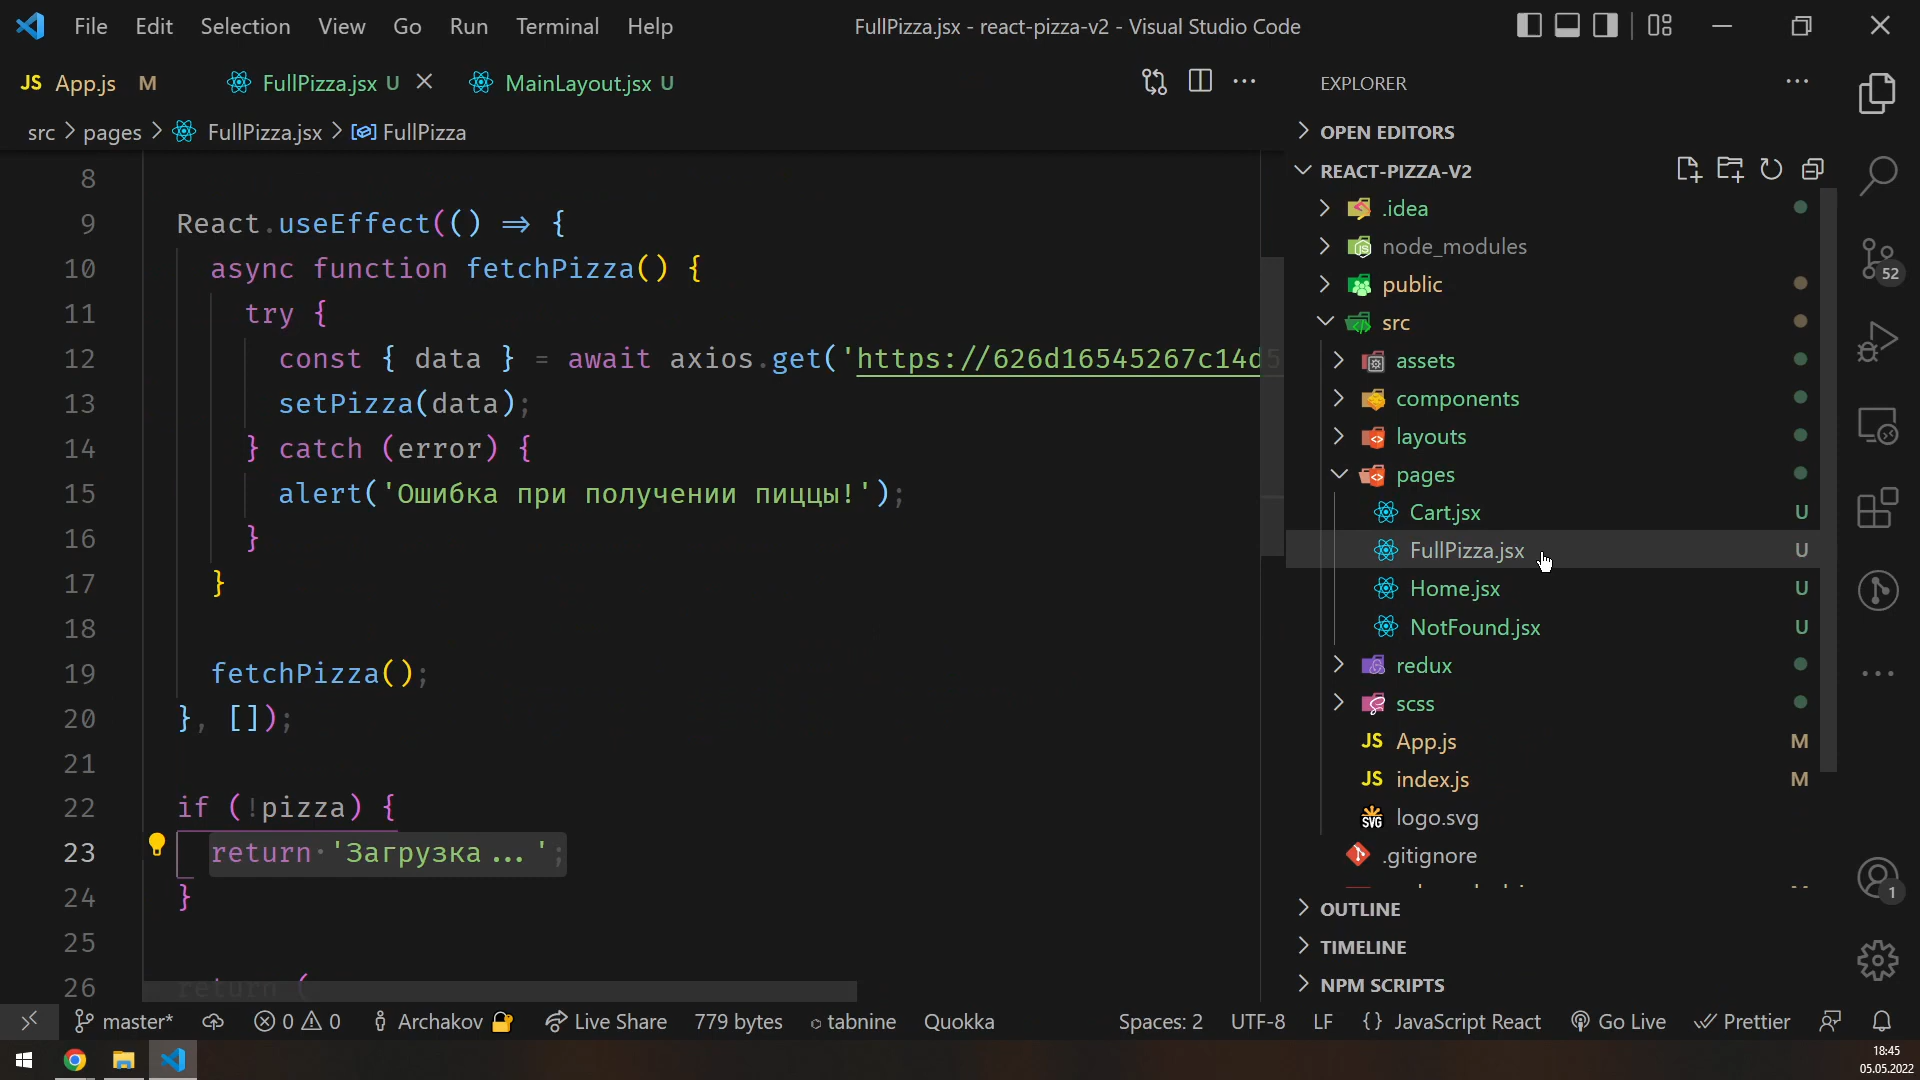 File Edit Selection View Go Run Terminal Help
FullPizza.jsx - react-pizza-v2 - Visual Studio Code
JS App.js M FullPizza.jsx U MainLayout.jsx U
src > pages > FullPizza.jsx > FullPizza
8
9 React.useEffect(() => {
10 async function fetchPizza() {
11 try {
12 const { data } = await axios.get('https://626d16545267c14d5
13 setPizza(data);
14 } catch (error) {
15 alert('Ошибка при получении пиццы!');
16 }
17 }
18
19 fetchPizza();
20 }, []);
21
22 if (!pizza) {
23 return 'Загрузка...';
24 }
25
26 return (
EXPLORER
OPEN EDITORS
REACT-PIZZA-V2
.idea
node_modules
public
src
assets
components
layouts
pages
Cart.jsx U
FullPizza.jsx U
Home.jsx U
NotFound.jsx U
redux
scss
JS App.js M
JS index.js M
SVG logo.svg
.gitignore
OUTLINE
TIMELINE
NPM SCRIPTS
52
1
master* 0 0 Archakov Live Share 779 bytes tabnine Quokka
Spaces: 2 UTF-8 LF {} JavaScript React Go Live Prettier
18:45
05.05.2022